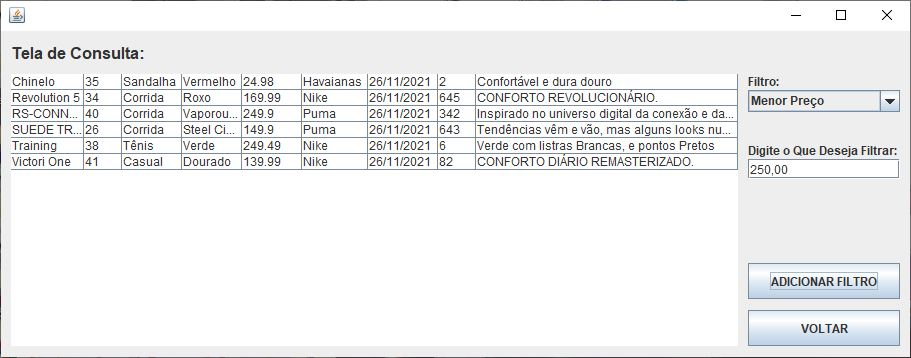 Tela de Consulta:
Chinelo 35 Sandalha Vermelho 24.98 Havaianas 26/11/2021 2 Confortável e dura douro
Revolution 5 34 Corrida Roxo 169.99 Nike 26/11/2021 645 CONFORTO REVOLUCIONÁRIO.
RS-CONN... 40 Corrida Vaporou... 249.9 Puma 26/11/2021 342 Inspirado no universo digital da conexão e da...
SUEDE TR... 26 Corrida Steel Ci... 149.9 Puma 26/11/2021 643 Tendências vêm e vão, mas alguns looks nu...
Training 38 Tênis Verde 249.49 Nike 26/11/2021 6 Verde com listras Brancas, e pontos Pretos
Victori One 41 Casual Dourado 139.99 Nike 26/11/2021 82 CONFORTO DIÁRIO REMASTERIZADO.
Filtro:
Menor Preço
Digite o Que Deseja Filtrar:
250,00
ADICIONAR FILTRO
VOLTAR